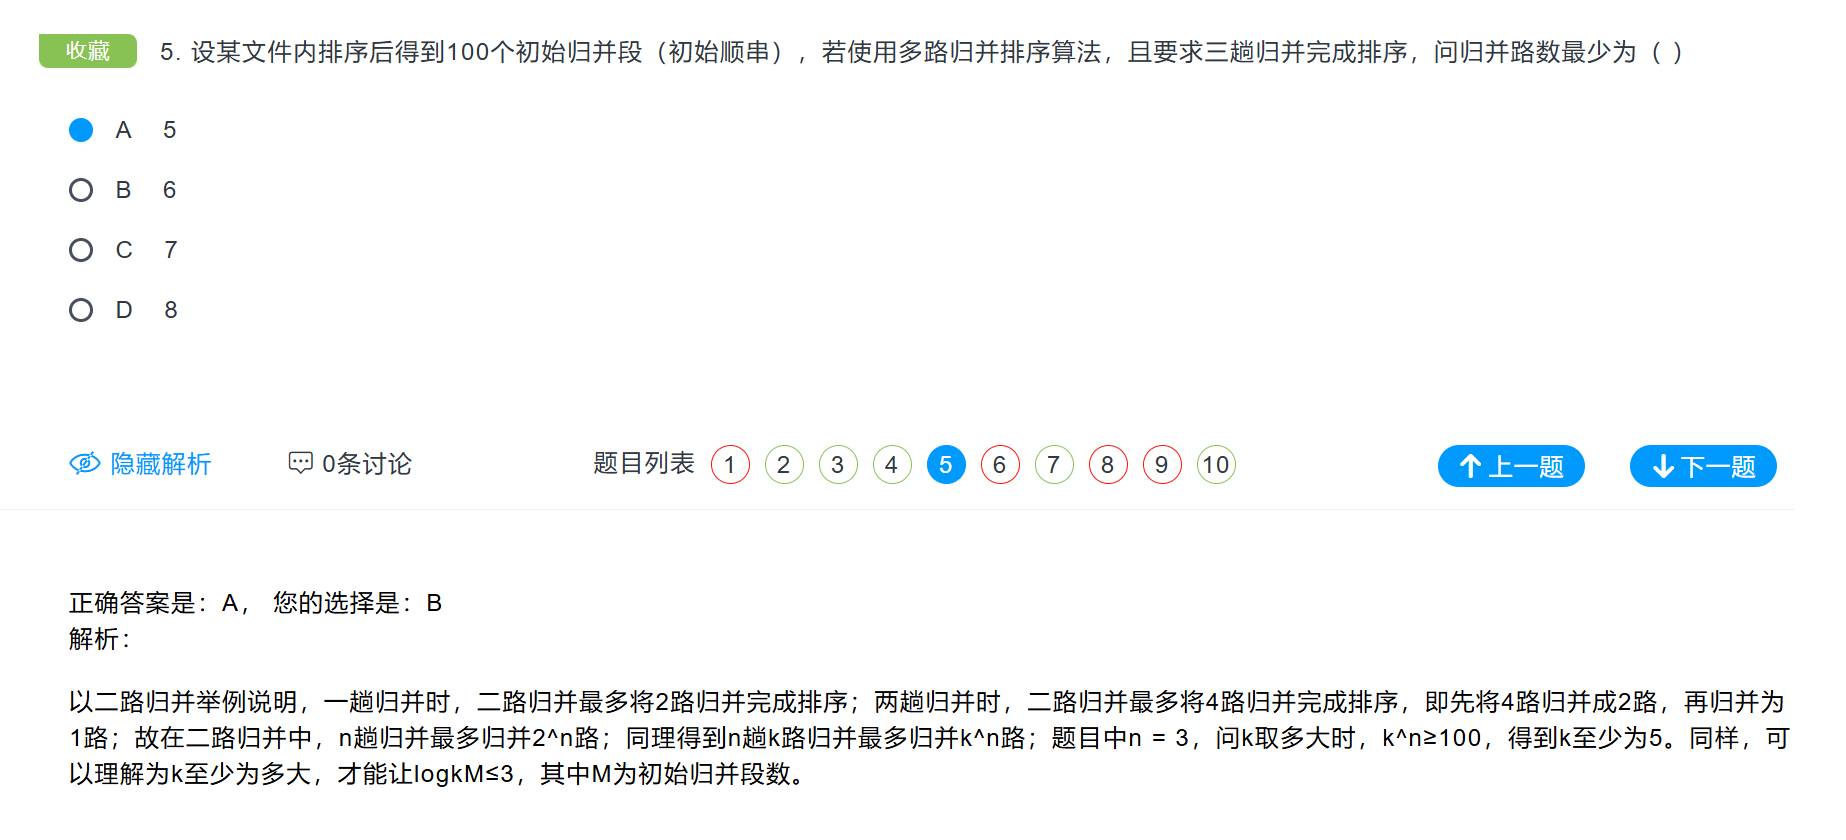 收藏 5. 设某文件内排序后得到100个初始归并段（初始顺串），若使用多路归并排序算法，且要求三趟归并完成排序，问归并路数最少为（ ）
A 5
B 6
C 7
D 8
隐藏解析 0条讨论 题目列表 1 2 3 4 5 6 7 8 9 10 上一题 下一题
正确答案是：A， 您的选择是：B
解析：
以二路归并举例说明，一趟归并时，二路归并最多将2路归并完成排序；两趟归并时，二路归并最多将4路归并完成排序，即先将4路归并成2路，再归并为
1路；故在二路归并中，n趟归并最多归并2^n路；同理得到n趟k路归并最多归并k^n路；题目中n = 3，问k取多大时，k^n≥100，得到k至少为5。同样，可
以理解为k至少为多大，才能让logkM≤3，其中M为初始归并段数。